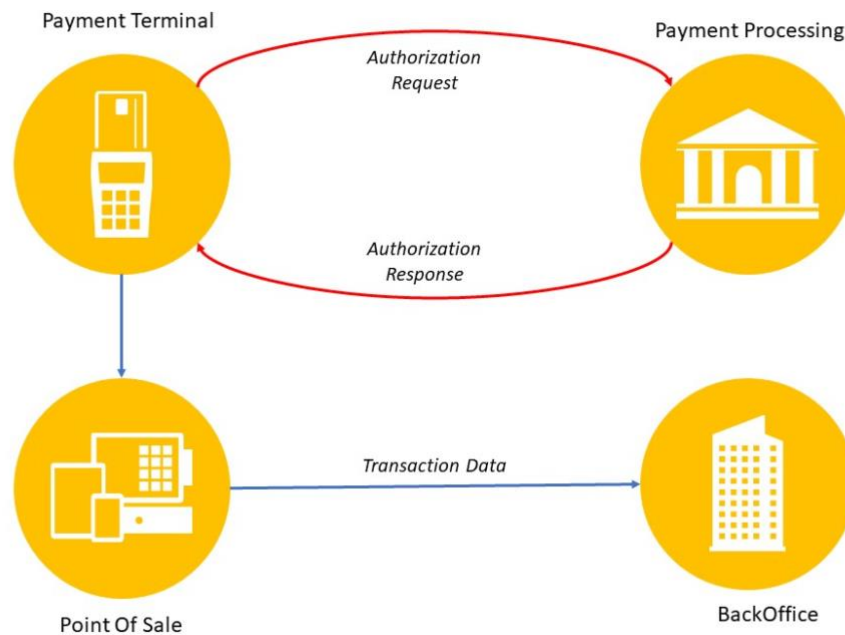 Payment Terminal
Payment Processing
Authorization
Request
Authorization
Response
Transaction Data
Point Of Sale
BackOffice